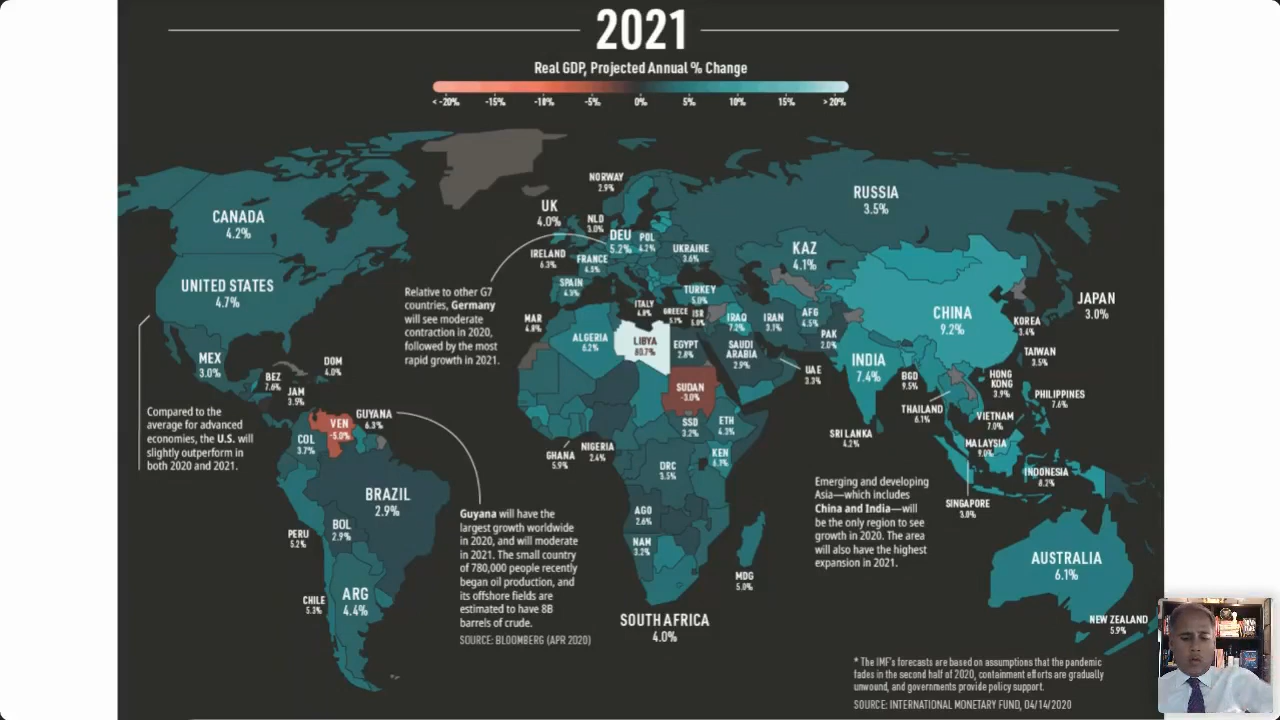 2021
Real GDP, Projected Annual % Change
< -20% -15% -10% -5% 0% 5% 10% 15% > 20%
NORWAY
2.9%
RUSSIA
3.5%
UK
4.0%
NLD
3.0%
CANADA
4.2%
DEU
5.2%
POL
4.2%
UKRAINE
3.6%
KAZ
4.1%
IRELAND
6.3%
FRANCE
4.5%
UNITED STATES
4.7%
SPAIN
4.3%
TURKEY
5.0%
Relative to other G7
countries, Germany
will see moderate
contraction in 2020,
followed by the most
rapid growth in 2021.
ITALY
4.8%
GREECE
5.1%
ISR
5.0%
JAPAN
3.0%
CHINA
9.2%
MAR
4.8%
IRAQ
7.2%
IRAN
3.1%
AFG
4.5%
KOREA
3.4%
ALGERIA
6.2%
LIBYA
80.7%
EGYPT
2.8%
SAUDI
ARABIA
2.9%
PAK
2.0%
TAIWAN
3.5%
MEX
3.0%
DOM
4.0%
INDIA
7.4%
UAE
3.3%
BEZ
7.6%
JAM
3.5%
BGD
9.5%
HONG
KONG
3.9%
SUDAN
-3.0%
PHILIPPINES
7.6%
Compared to the
average for advanced
economies, the U.S. will
slightly outperform in
both 2020 and 2021.
VEN
-5.0%
GUYANA
6.3%
THAILAND
6.1%
VIETNAM
7.0%
SSD
3.2%
ETH
4.3%
COL
3.7%
SRI LANKA
4.2%
MALAYSIA
9.0%
GHANA
5.9%
NIGERIA
2.4%
KEN
6.1%
DRC
3.5%
INDONESIA
8.2%
BRAZIL
2.9%
Emerging and developing
Asia—which includes
China and India—will
be the only region to see
growth in 2020. The area
will also have the highest
expansion in 2021.
SINGAPORE
3.0%
AGO
2.6%
Guyana will have the
largest growth worldwide
in 2020, and will moderate
in 2021. The small country
of 780,000 people recently
began oil production, and
its offshore fields are
estimated to have 8B
barrels of crude.
SOURCE: BLOOMBERG (APR 2020)
PERU
5.2%
BOL
2.9%
NAM
3.2%
AUSTRALIA
6.1%
MDG
5.0%
CHILE
5.3%
ARG
4.4%
SOUTH AFRICA
4.0%
NEW ZEALAND
5.9%
* The IMF's forecasts are based on assumptions that the pandemic
fades in the second half of 2020, containment efforts are gradually
unwound, and governments provide policy support.
SOURCE: INTERNATIONAL MONETARY FUND, 04/14/2020